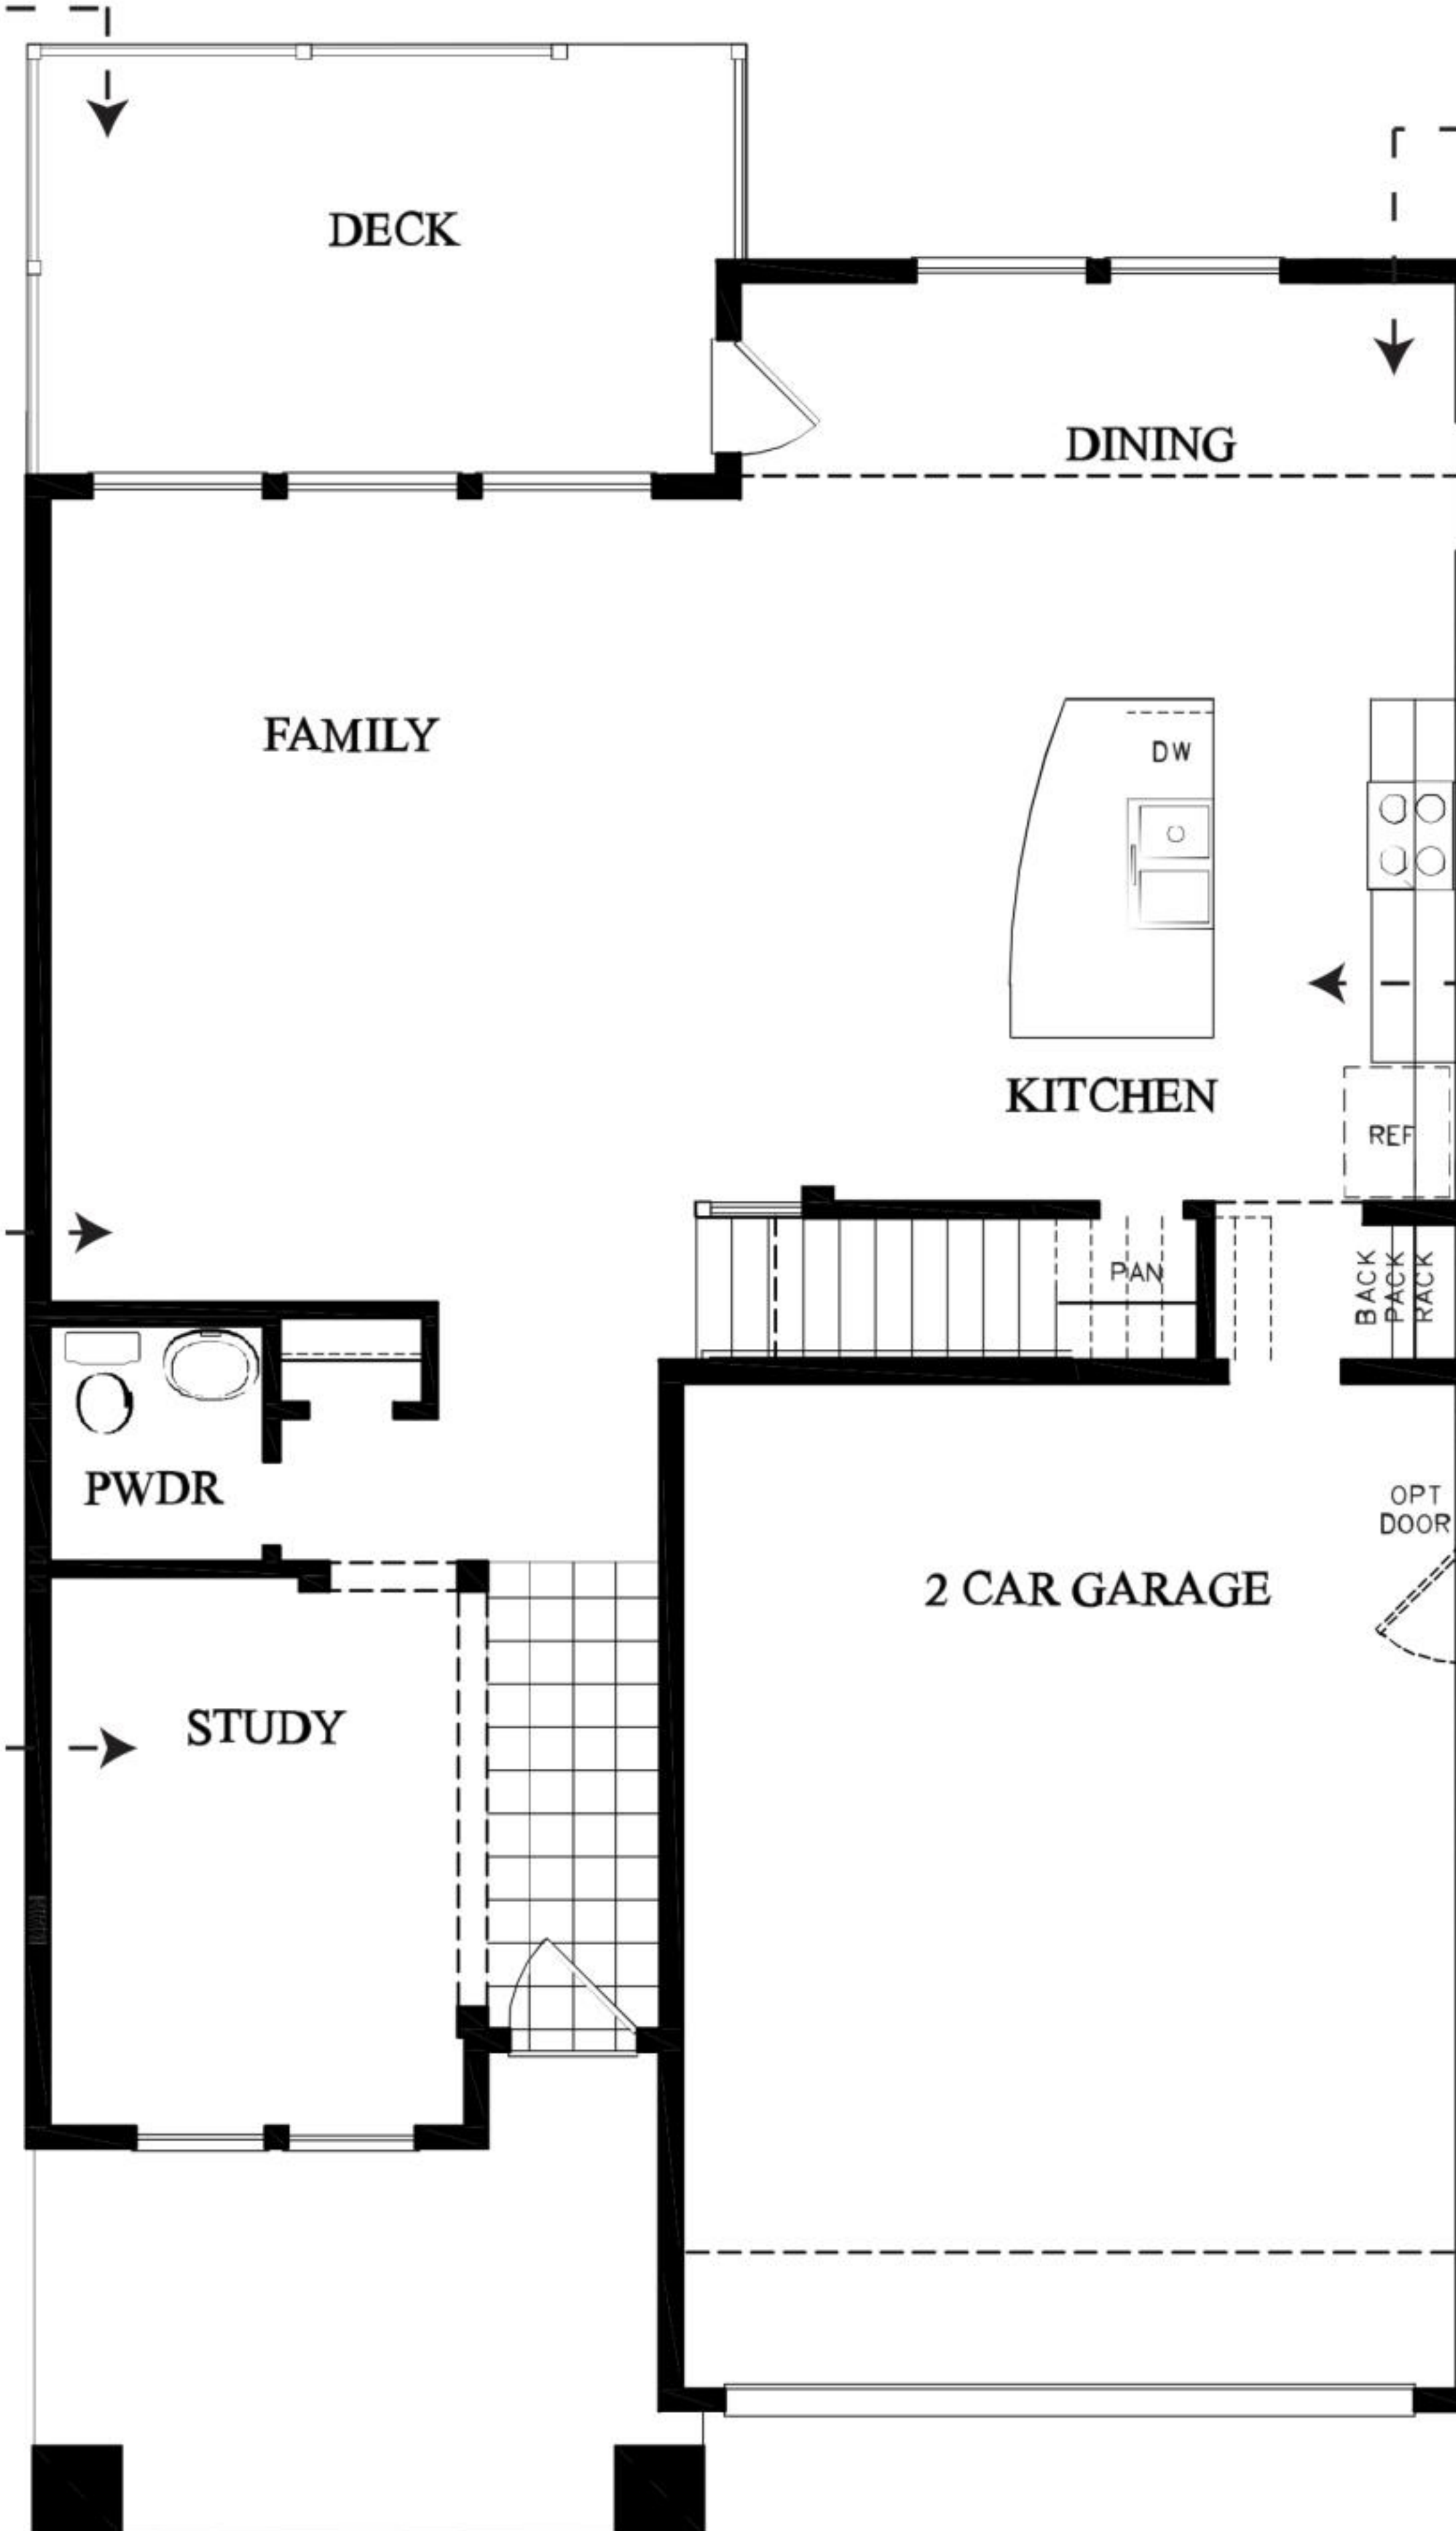 DECK
DINING
FAMILY
DW
KITCHEN
REF
PAN
BACK
PACK
RACK
PWDR
OPT
DOOR
2 CAR GARAGE
STUDY